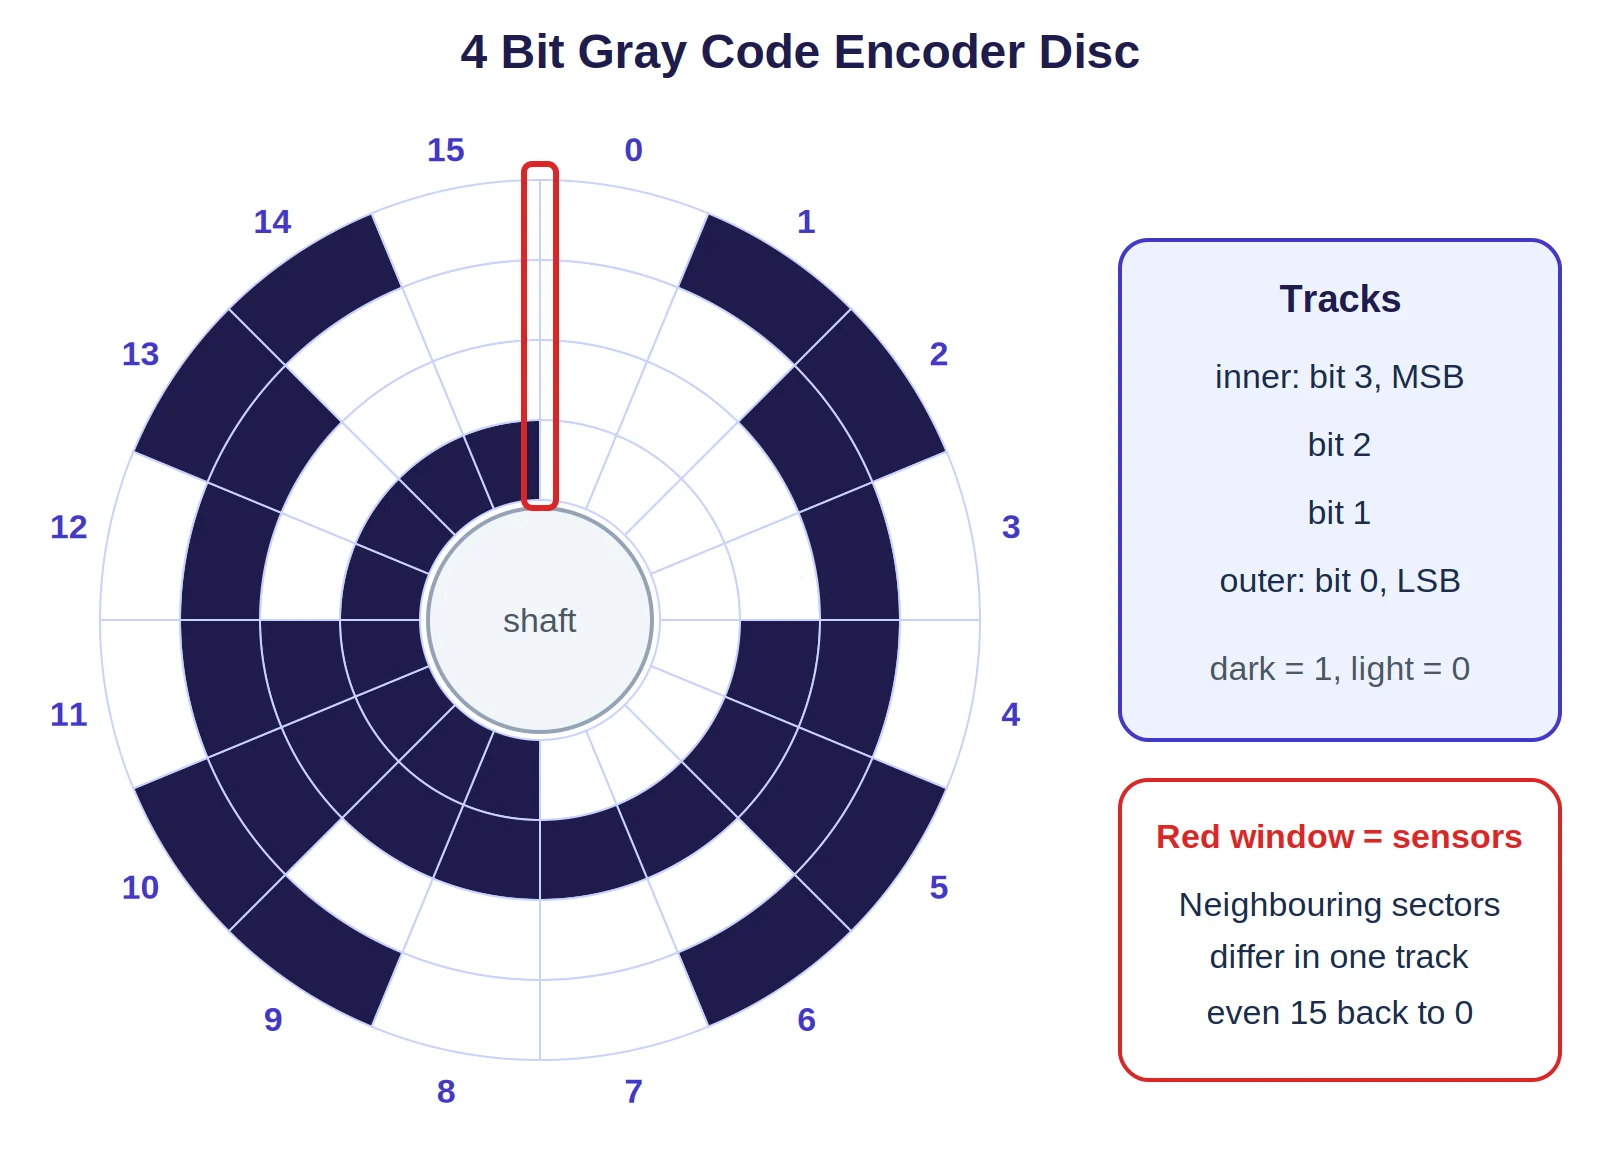 4 Bit Gray Code Encoder Disc
15
0
14
1
13
2
12
3
shaft
11
4
10
5
9
6
8
7
Tracks
inner: bit 3, MSB
bit 2
bit 1
outer: bit 0, LSB
dark = 1, light = 0
Red window = sensors
Neighbouring sectors
differ in one track
even 15 back to 0